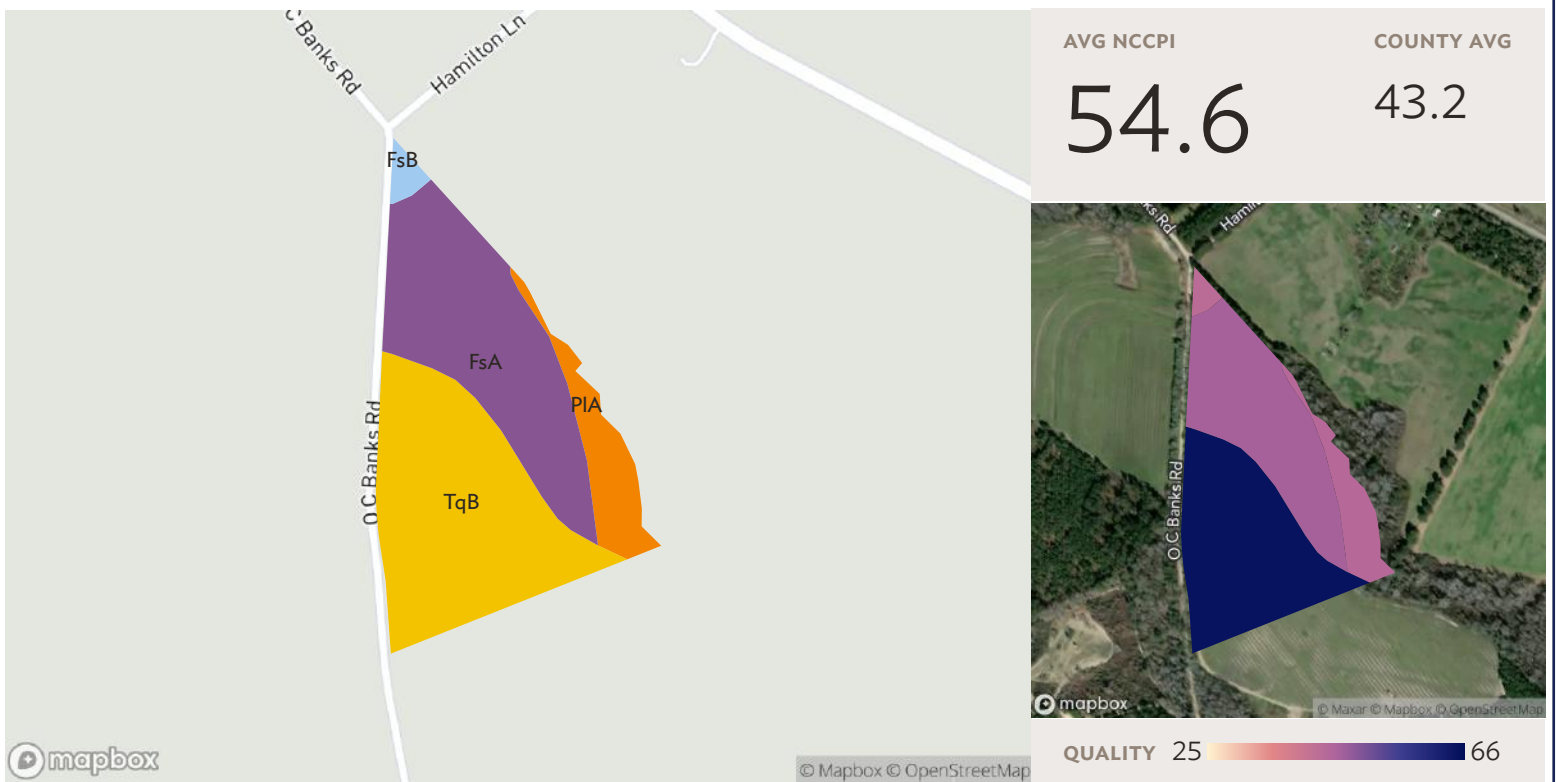 C Banks Rd
Hamilton Ln
FsB
FsA
PlA
TqB
O C Banks Rd
mapbox
© Mapbox © OpenStreetMap
AVG NCCPI
54.6
COUNTY AVG
43.2
ks Rd
Hamil
O C Banks Rd
mapbox
© Maxar © Mapbox © OpenStreetMap
QUALITY 25 66